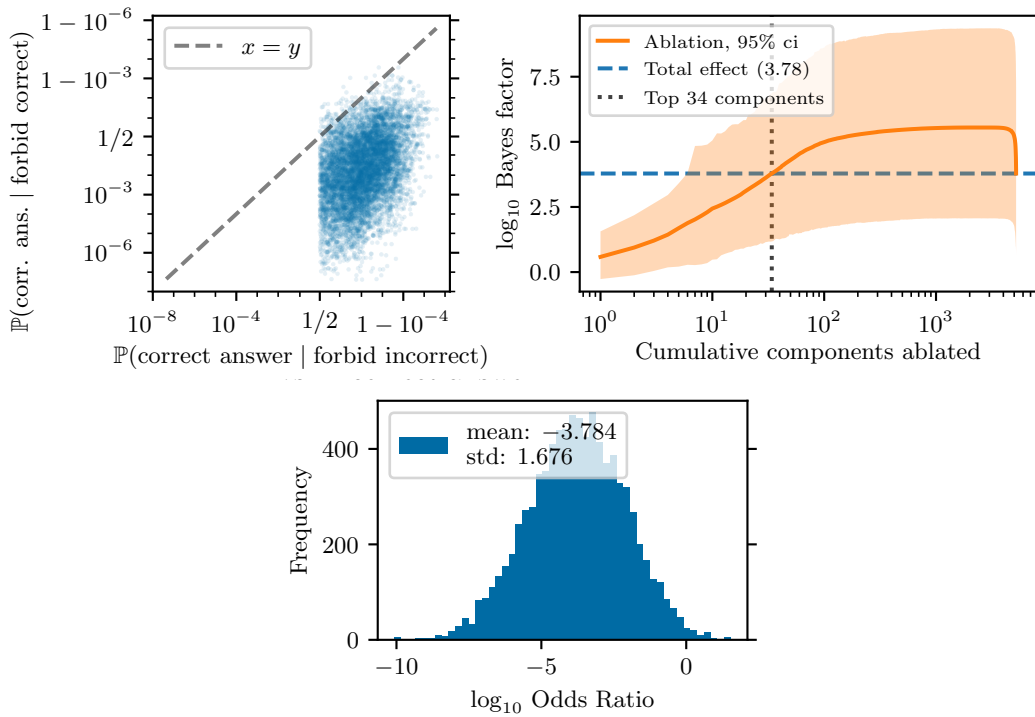 ℙ(corr. ans. | forbid correct)
1 − 10⁻⁶
1 − 10⁻³
1/2
10⁻³
10⁻⁶
x = y
10⁻⁸
10⁻⁴
1/2
1 − 10⁻⁴
ℙ(correct answer | forbid incorrect)
log₁₀ Bayes factor
7.5
5.0
2.5
0.0
Ablation, 95% ci
Total effect (3.78)
Top 34 components
10⁰
10¹
10²
10³
Cumulative components ablated
Frequency
400
200
0
mean: −3.784
std: 1.676
−10
−5
0
log₁₀ Odds Ratio